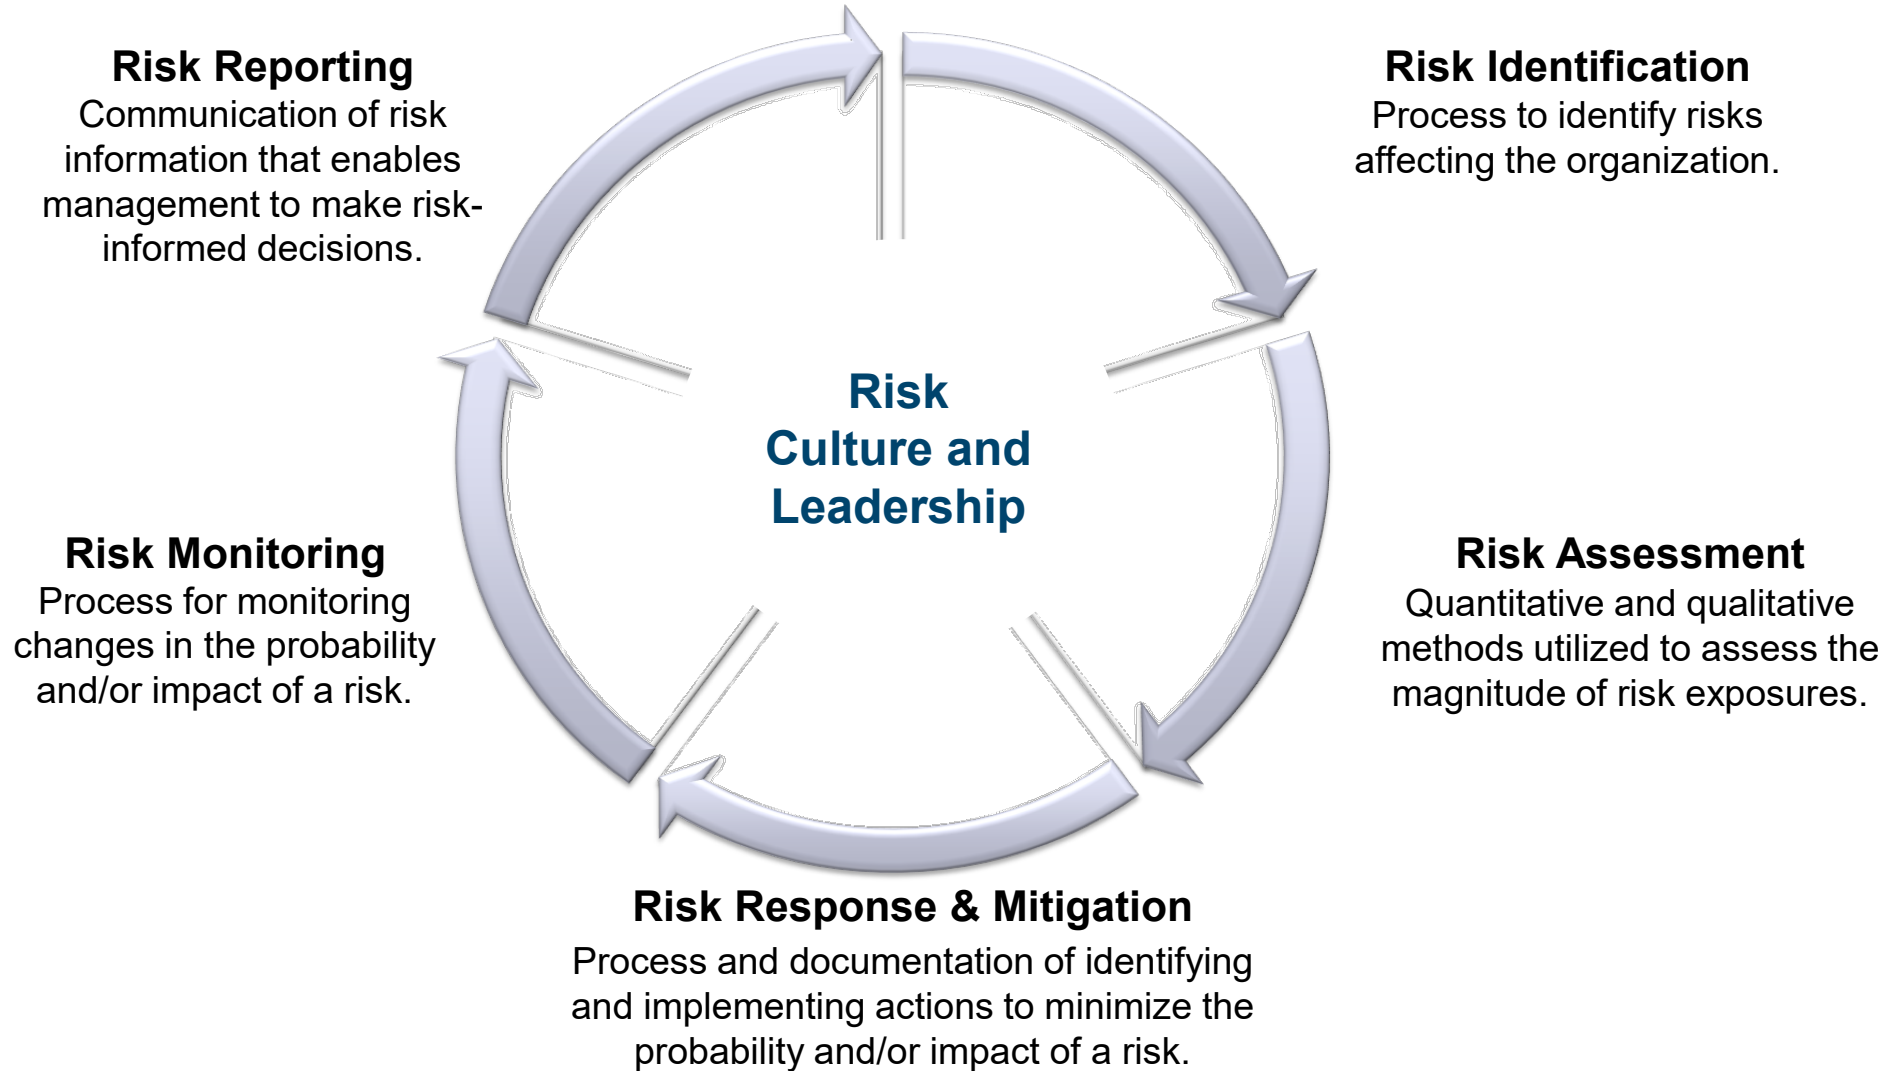 Risk Reporting
Communication of risk
information that enables
management to make risk-
informed decisions.
Risk Identification
Process to identify risks
affecting the organization.
Risk
Culture and
Leadership
Risk Monitoring
Process for monitoring
changes in the probability
and/or impact of a risk.
Risk Assessment
Quantitative and qualitative
methods utilized to assess the
magnitude of risk exposures.
Risk Response & Mitigation
Process and documentation of identifying
and implementing actions to minimize the
probability and/or impact of a risk.